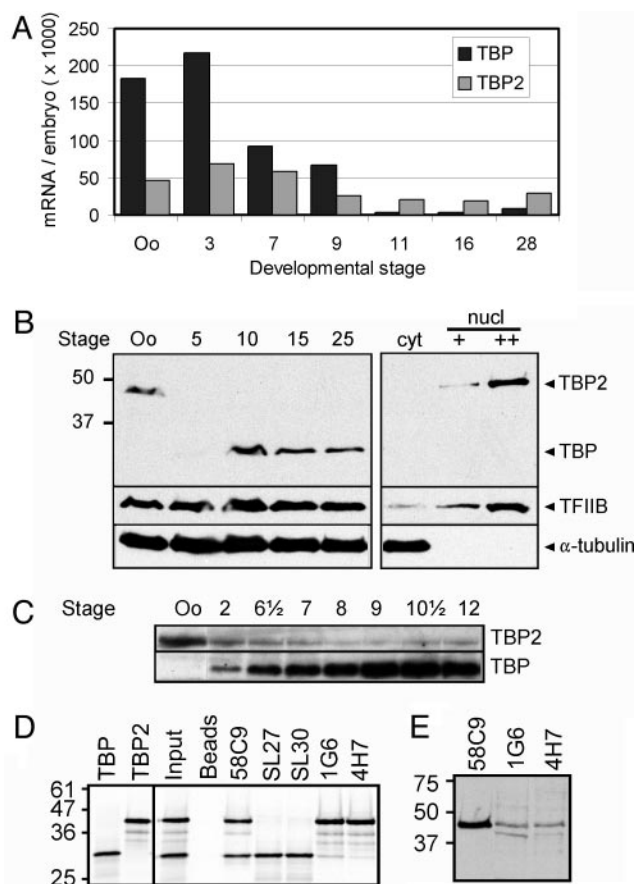 A
mRNA / embryo ( x 1000)
250
200
150
100
50
0
TBP
TBP2
Oo 3 7 9 11 16 28
Developmental stage
B
Stage Oo 5 10 15 25 cyt nucl + ++
50
37
TBP2
TBP
TFIIB
α-tubulin
C
Stage Oo 2 6½ 7 8 9 10½ 12
TBP2
TBP
D
TBP TBP2 Input Beads 58C9 SL27 SL30 1G6 4H7
61
47
36
25
E
58C9 1G6 4H7
75
50
37